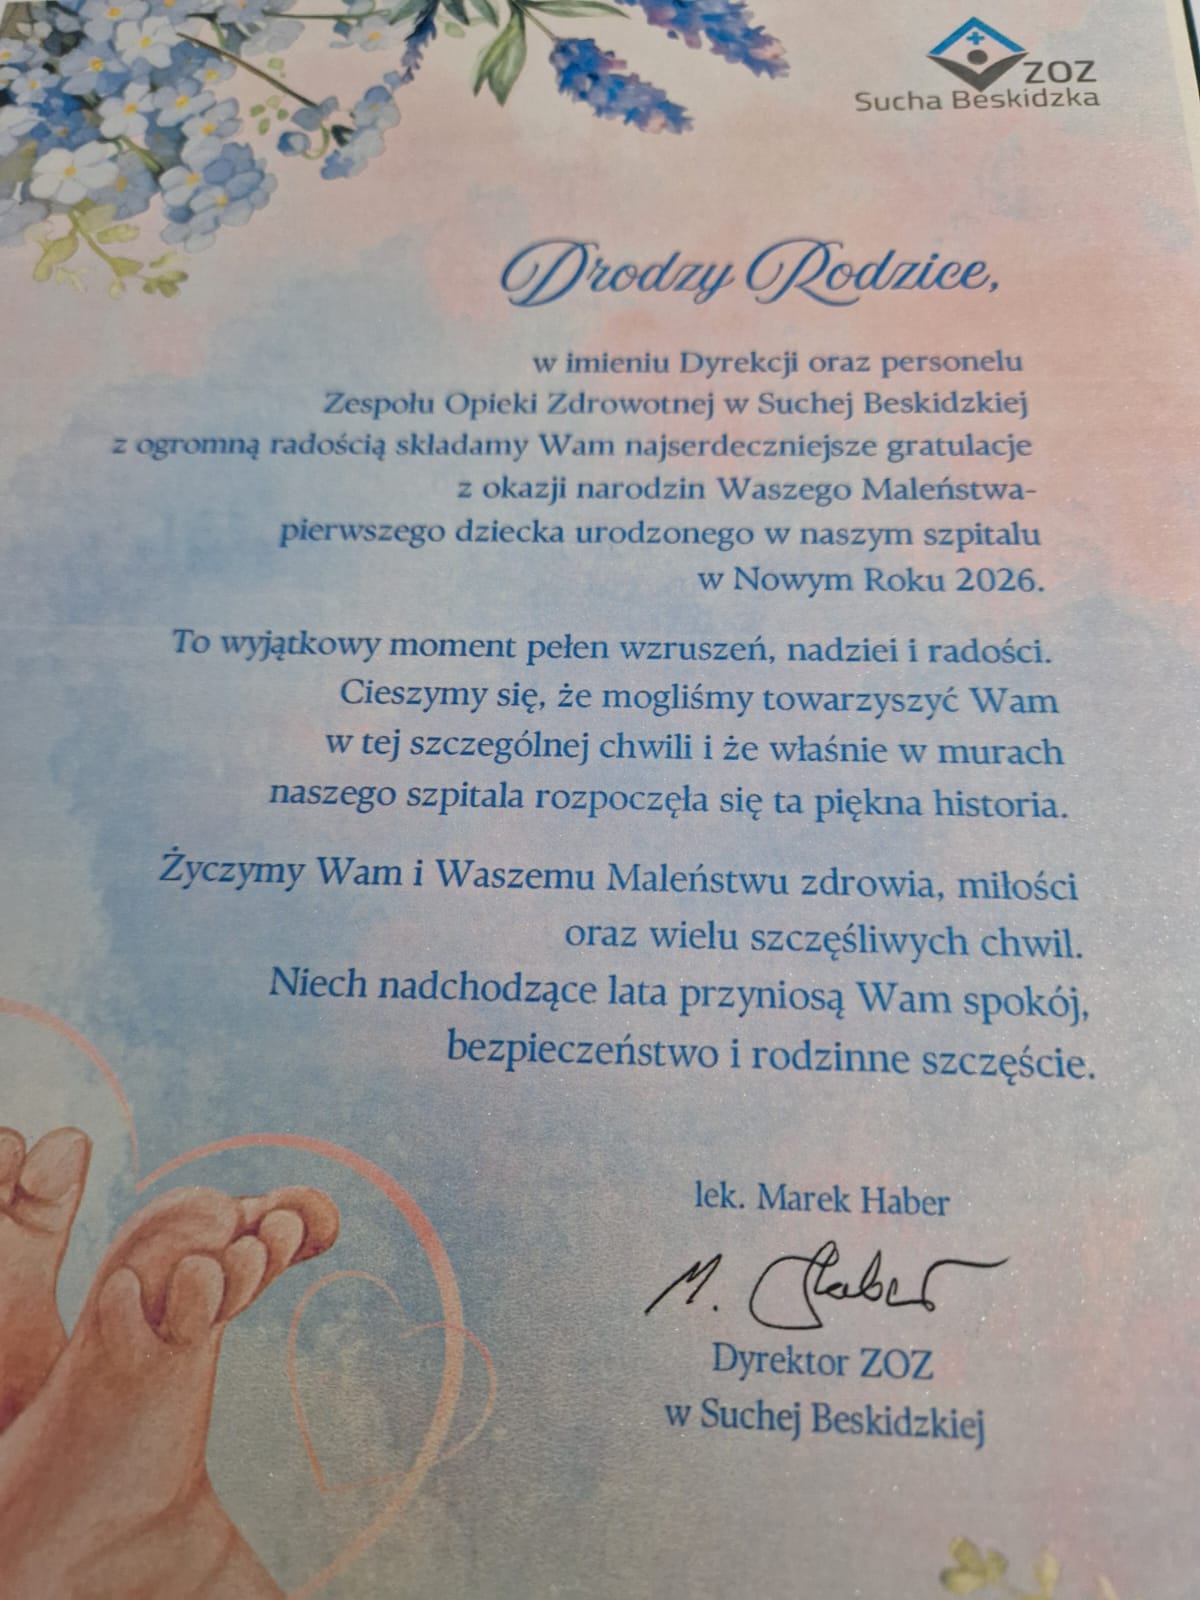 ZOZ
Sucha Beskidzka
Drodzy Rodzice,
w imieniu Dyrekcji oraz personelu
Zespołu Opieki Zdrowotnej w Suchej Beskidzkiej
z ogromną radością składamy Wam najserdeczniejsze gratulacje
z okazji narodzin Waszego Maleństwa-
pierwszego dziecka urodzonego w naszym szpitalu
w Nowym Roku 2026.
To wyjątkowy moment pełen wzruszeń, nadziei i radości.
Cieszymy się, że mogliśmy towarzyszyć Wam
w tej szczególnej chwili i że właśnie w murach
naszego szpitala rozpoczęła się ta piękna historia.
Życzymy Wam i Waszemu Maleństwu zdrowia, miłości
oraz wielu szczęśliwych chwil.
Niech nadchodzące lata przyniosą Wam spokój,
bezpieczeństwo i rodzinne szczęście.
lek. Marek Haber
M. Haber
Dyrektor ZOZ
w Suchej Beskidzkiej